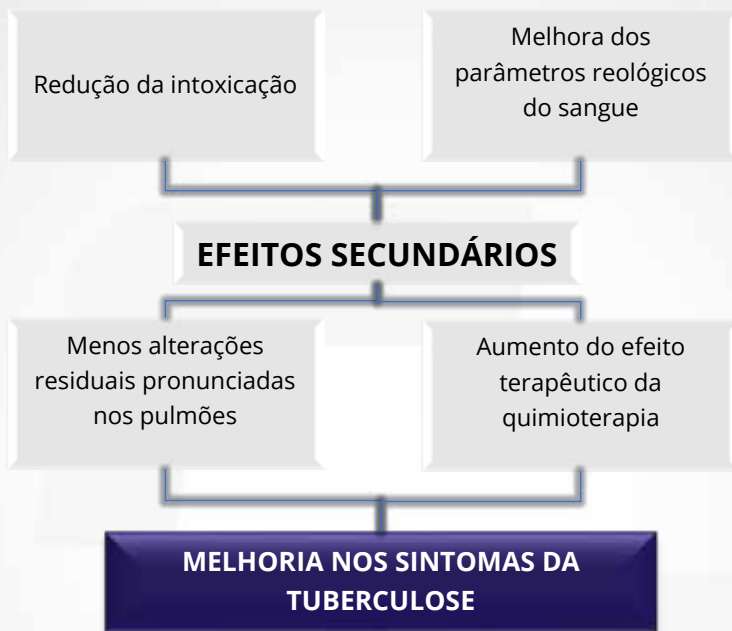 Redução da intoxicação
Melhora dos
parâmetros reológicos
do sangue
EFEITOS SECUNDÁRIOS
Menos alterações
residuais pronunciadas
nos pulmões
Aumento do efeito
terapêutico da
quimioterapia
MELHORIA NOS SINTOMAS DA
TUBERCULOSE